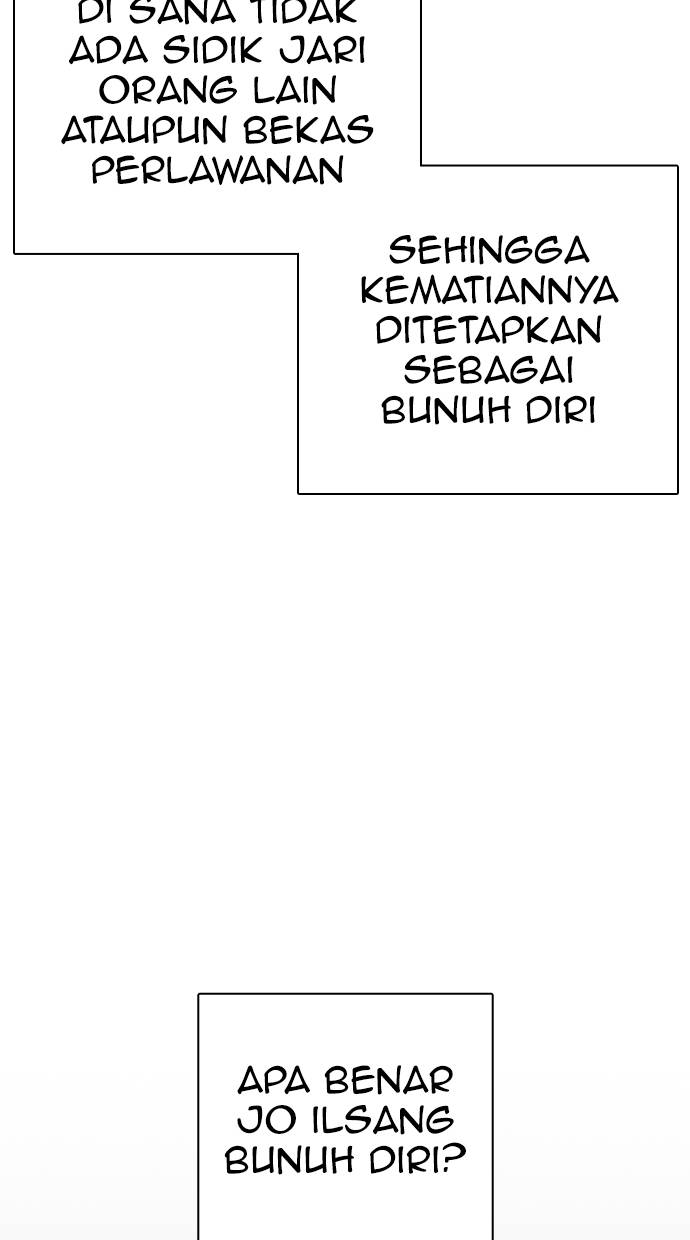 DI SANA TIDAK
ADA SIDIK JARI
ORANG LAIN
ATAUPUN BEKAS
PERLAWANAN
SEHINGGA
KEMATIANNYA
DITETAPKAN
SEBAGAI
BUNUH DIRI
APA BENAR
JO ILSANG
BUNUH DIRI?